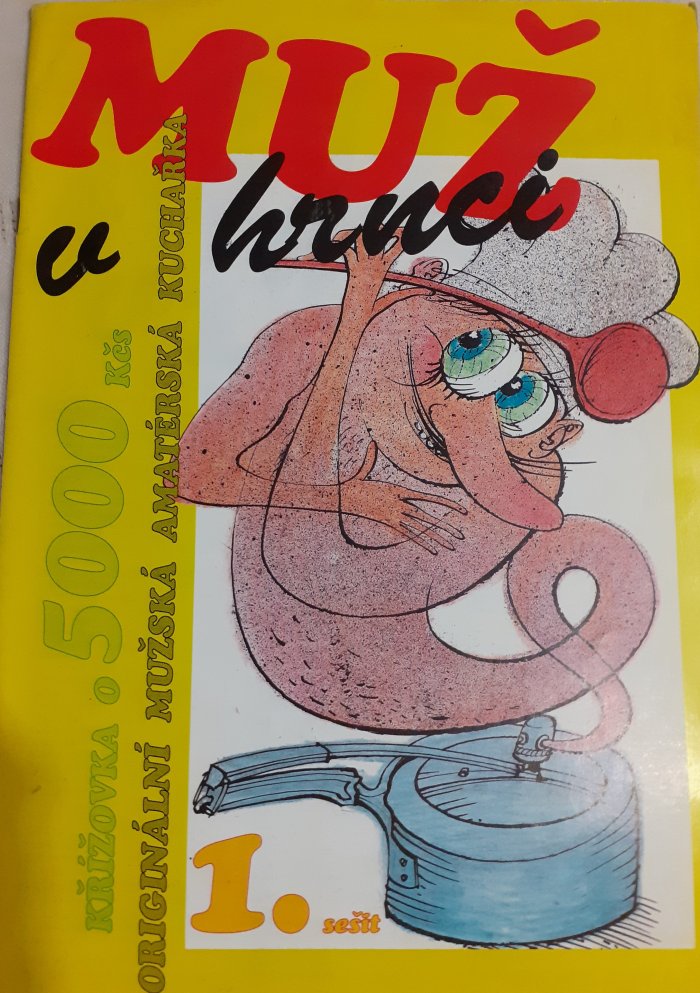 MUŽ
v hrnci
KŘÍŽOVKA o 5000 Kčs
ORIGINÁLNÍ MUŽSKÁ AMATÉRSKÁ KUCHAŘKA
1. sešit